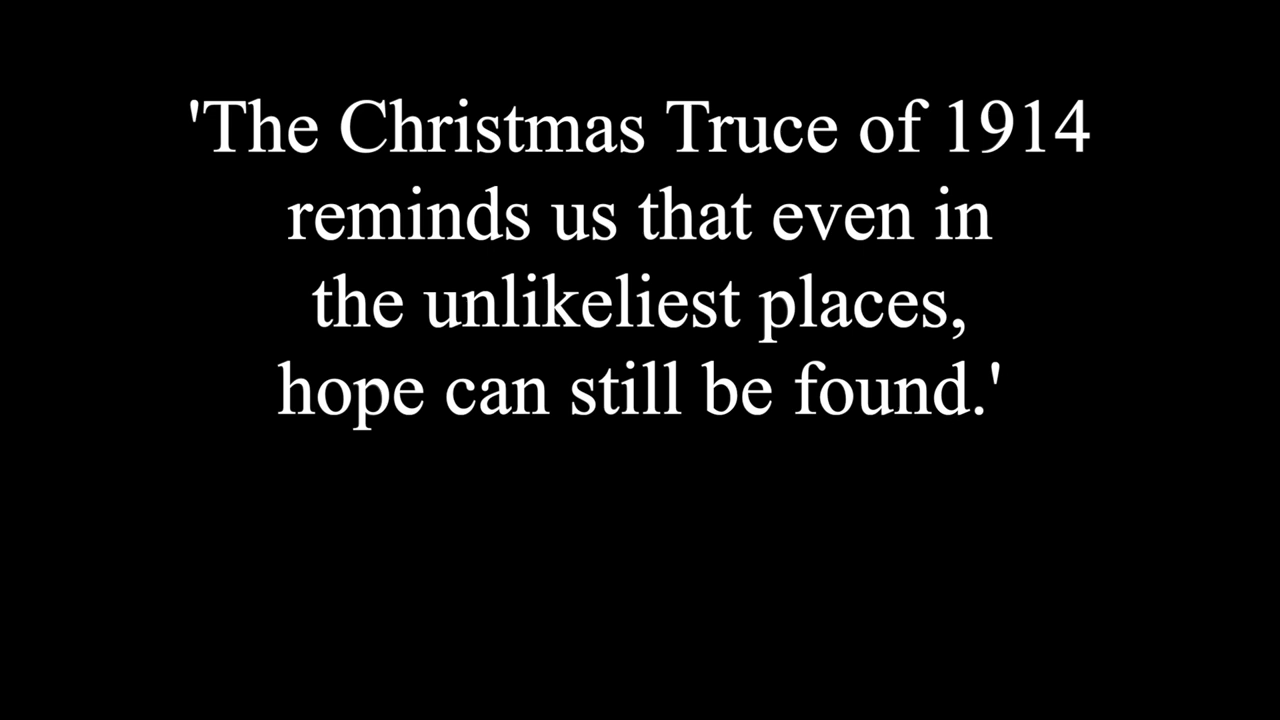 'The Christmas Truce of 1914
reminds us that even in
the unlikeliest places,
hope can still be found.'